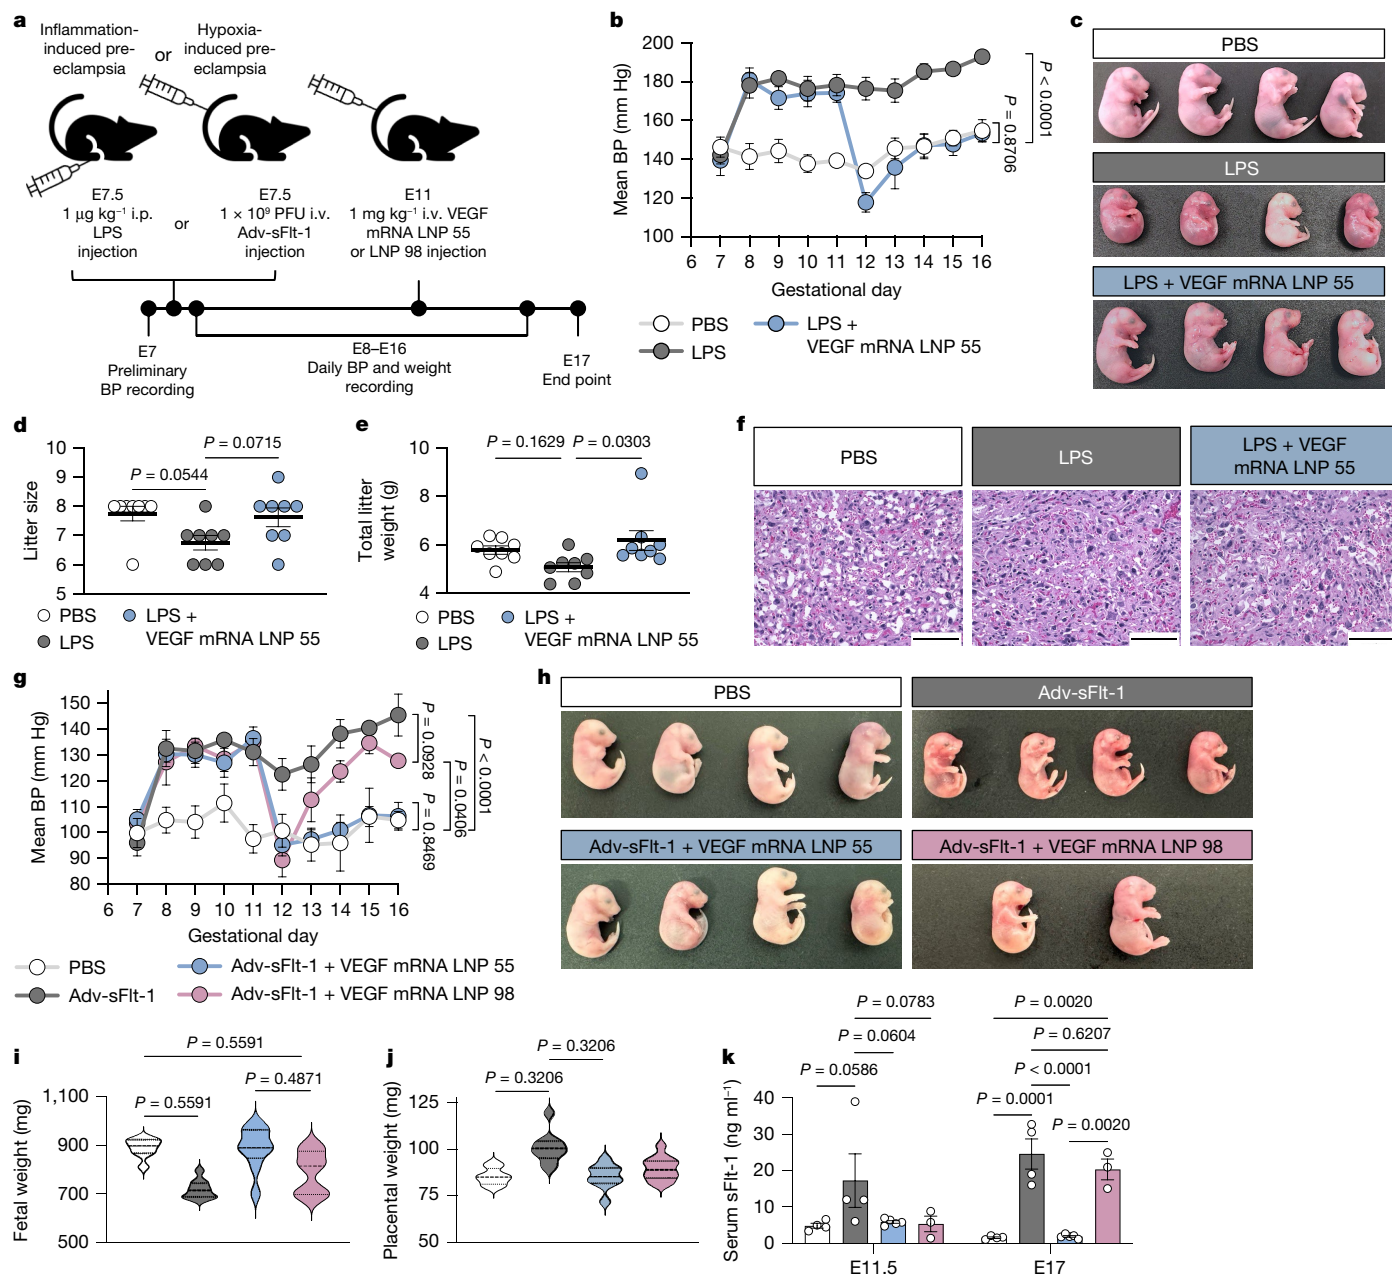 a
Inflammation-
induced pre-
eclampsia
or
Hypoxia-
induced pre-
eclampsia
E7.5
1 μg kg⁻¹ i.p.
LPS
injection
or
E7.5
1 × 10⁹ PFU i.v.
Adv-sFlt-1
injection
E11
1 mg kg⁻¹ i.v. VEGF
mRNA LNP 55
or LNP 98 injection
E7
Preliminary
BP recording
E8–E16
Daily BP and weight
recording
E17
End point
b
Mean BP (mm Hg)
200
180
160
140
120
100
6 7 8 9 10 11 12 13 14 15 16
Gestational day
P < 0.0001
P = 0.8706
PBS
LPS
LPS +
VEGF mRNA LNP 55
c
PBS
LPS
LPS + VEGF mRNA LNP 55
d
Litter size
10
9
8
7
6
5
P = 0.0715
P = 0.0544
PBS
LPS
LPS +
VEGF mRNA LNP 55
e
Total litter
weight (g)
10
8
6
4
P = 0.1629
P = 0.0303
PBS
LPS
LPS +
VEGF mRNA LNP 55
f
PBS
LPS
LPS + VEGF
mRNA LNP 55
g
Mean BP (mm Hg)
150
140
130
120
110
100
90
80
6 7 8 9 10 11 12 13 14 15 16
Gestational day
P = 0.0928
P = 0.8469
P = 0.0406
P < 0.0001
PBS
Adv-sFlt-1
Adv-sFlt-1 + VEGF mRNA LNP 55
Adv-sFlt-1 + VEGF mRNA LNP 98
h
PBS
Adv-sFlt-1
Adv-sFlt-1 + VEGF mRNA LNP 55
Adv-sFlt-1 + VEGF mRNA LNP 98
i
Fetal weight (mg)
1,100
900
700
500
P = 0.5591
P = 0.4871
P = 0.5591
j
Placental weight (mg)
125
100
75
50
P = 0.3206
P = 0.3206
k
Serum sFlt-1 (ng ml⁻¹)
40
30
20
10
0
P = 0.0783
P = 0.0604
P = 0.0586
P = 0.0020
P = 0.6207
P < 0.0001
P = 0.0001
P = 0.0020
E11.5
E17